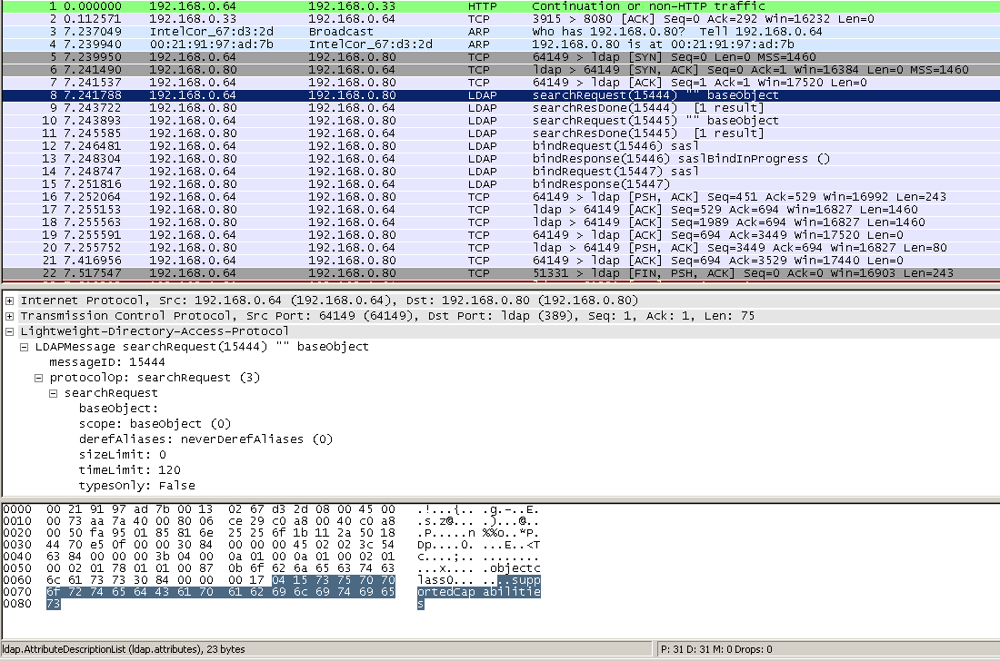 1 0.000000 192.168.0.64 192.168.0.33 HTTP Continuation or non-HTTP traffic
2 0.112571 192.168.0.33 192.168.0.64 TCP 3915 > 8080 [ACK] Seq=0 Ack=292 Win=16232 Len=0
3 7.237049 IntelCor_67:d3:2d Broadcast ARP Who has 192.168.0.80? Tell 192.168.0.64
4 7.239940 00:21:91:97:ad:7b IntelCor_67:d3:2d ARP 192.168.0.80 is at 00:21:91:97:ad:7b
5 7.239950 192.168.0.64 192.168.0.80 TCP 64149 > ldap [SYN] Seq=0 Len=0 MSS=1460
6 7.241490 192.168.0.80 192.168.0.64 TCP ldap > 64149 [SYN, ACK] Seq=0 Ack=1 Win=16384 Len=0 MSS=1460
7 7.241537 192.168.0.64 192.168.0.80 TCP 64149 > ldap [ACK] Seq=1 Ack=1 Win=17520 Len=0
8 7.241788 192.168.0.64 192.168.0.80 LDAP searchRequest(15444) "" baseObject
9 7.243722 192.168.0.80 192.168.0.64 LDAP searchResDone(15444) [1 result]
10 7.243893 192.168.0.64 192.168.0.80 LDAP searchRequest(15445) "" baseObject
11 7.245585 192.168.0.80 192.168.0.64 LDAP searchResDone(15445) [1 result]
12 7.246481 192.168.0.64 192.168.0.80 LDAP bindRequest(15446) sasl
13 7.248304 192.168.0.80 192.168.0.64 LDAP bindResponse(15446) saslBindInProgress ()
14 7.248747 192.168.0.64 192.168.0.80 LDAP bindRequest(15447) sasl
15 7.251816 192.168.0.80 192.168.0.64 LDAP bindResponse(15447)
16 7.252064 192.168.0.64 192.168.0.80 TCP 64149 > ldap [PSH, ACK] Seq=451 Ack=529 Win=16992 Len=243
17 7.255153 192.168.0.80 192.168.0.64 TCP ldap > 64149 [ACK] Seq=529 Ack=694 Win=16827 Len=1460
18 7.255563 192.168.0.80 192.168.0.64 TCP ldap > 64149 [ACK] Seq=1989 Ack=694 Win=16827 Len=1460
19 7.255591 192.168.0.64 192.168.0.80 TCP 64149 > ldap [ACK] Seq=694 Ack=3449 Win=17520 Len=0
20 7.255752 192.168.0.80 192.168.0.64 TCP ldap > 64149 [PSH, ACK] Seq=3449 Ack=694 Win=16827 Len=80
21 7.416956 192.168.0.64 192.168.0.80 TCP 64149 > ldap [ACK] Seq=694 Ack=3529 Win=17440 Len=0
22 7.517547 192.168.0.64 192.168.0.80 TCP 51331 > ldap [FIN, PSH, ACK] Seq=0 Ack=0 Win=16903 Len=243
Internet Protocol, Src: 192.168.0.64 (192.168.0.64), Dst: 192.168.0.80 (192.168.0.80)
Transmission Control Protocol, Src Port: 64149 (64149), Dst Port: ldap (389), Seq: 1, Ack: 1, Len: 75
Lightweight-Directory-Access-Protocol
LDAPMessage searchRequest(15444) "" baseObject
messageID: 15444
protocolOp: searchRequest (3)
searchRequest
baseObject:
scope: baseObject (0)
derefAliases: neverDerefAliases (0)
sizeLimit: 0
timeLimit: 120
typesOnly: False
0000 00 21 91 97 ad 7b 00 13 02 67 d3 2d 08 00 45 00 .!...{.. .g.-..E.
0010 00 73 aa 7a 40 00 80 06 ce 29 c0 a8 00 40 c0 a8 .s.z@... .)...@..
0020 00 50 fa 95 01 85 81 6e 25 25 6f 1b 11 2a 50 18 .P.....n %%o..*P.
0030 44 70 e5 0f 00 00 30 84 00 00 00 45 02 02 3c 54 Dp....0. ...E..<T
0040 63 84 00 00 00 3b 04 00 0a 01 00 0a 01 00 02 01 c....;.. ........
0050 00 02 01 78 01 01 00 87 0b 6f 62 6a 65 63 74 63 ...x.... .objectc
0060 6c 61 73 73 30 84 00 00 00 17 04 15 73 75 70 70 lass0... ....supp
0070 6f 72 74 65 64 43 61 70 61 62 69 6c 69 74 69 65 ortedCap abilitie
0080 73 s
ldap.AttributeDescriptionList (ldap.attributes), 23 bytes P: 31 D: 31 M: 0 Drops: 0